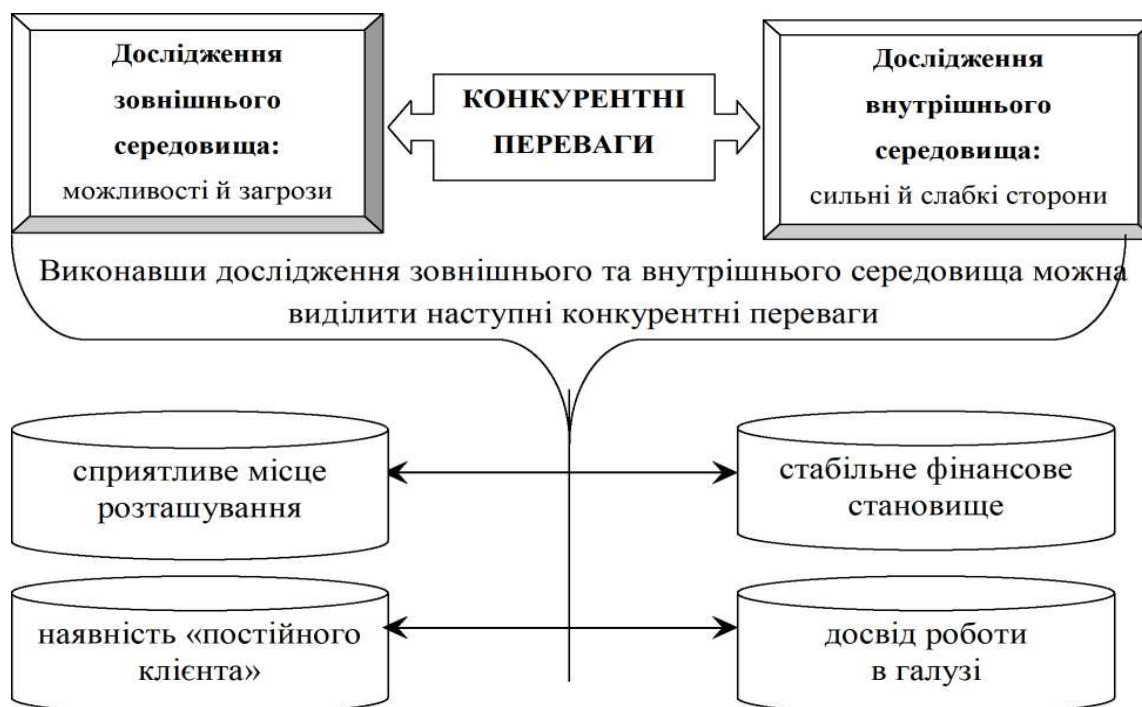 Дослідження
зовнішнього
середовища:
можливості й загрози
КОНКУРЕНТНІ
ПЕРЕВАГИ
Дослідження
внутрішнього
середовища:
сильні й слабкі сторони
Виконавши дослідження зовнішнього та внутрішнього середовища можна
виділити наступні конкурентні переваги
сприятливе місце
розташування
стабільне фінансове
становище
наявність «постійного
клієнта»
досвід роботи
в галузі